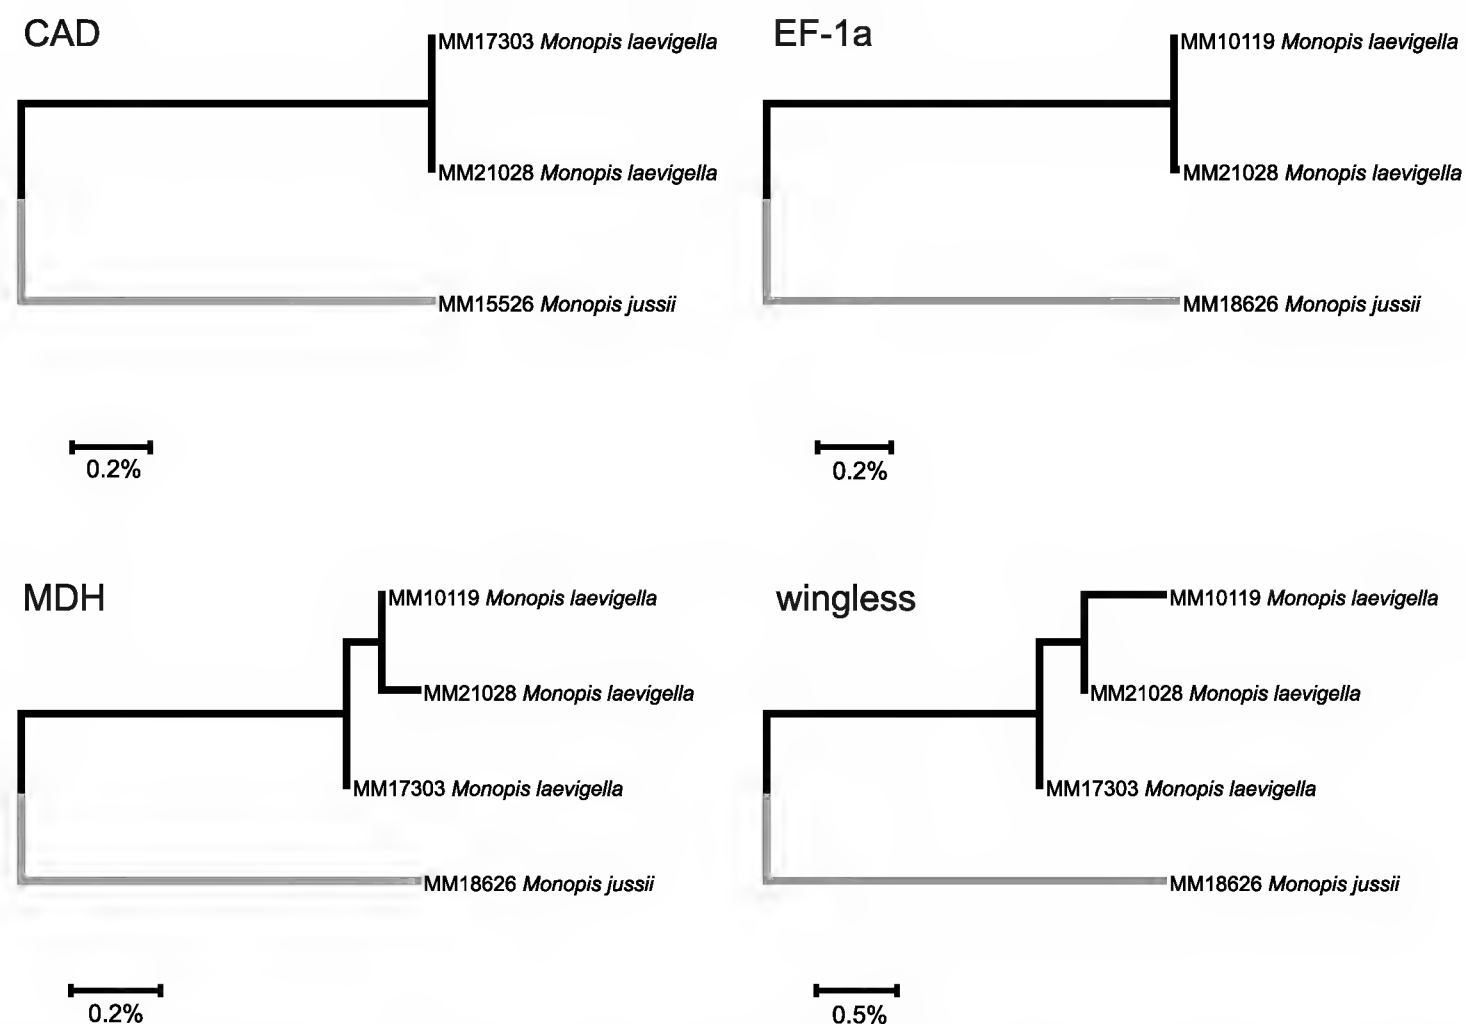 CAD
MM17303 Monopis laevigella
MM21028 Monopis laevigella
MM15526 Monopis jussii
0.2%
EF-1a
MM10119 Monopis laevigella
MM21028 Monopis laevigella
MM18626 Monopis jussii
0.2%
MDH
MM10119 Monopis laevigella
MM21028 Monopis laevigella
MM17303 Monopis laevigella
MM18626 Monopis jussii
0.2%
wingless
MM10119 Monopis laevigella
MM21028 Monopis laevigella
MM17303 Monopis laevigella
MM18626 Monopis jussii
0.5%